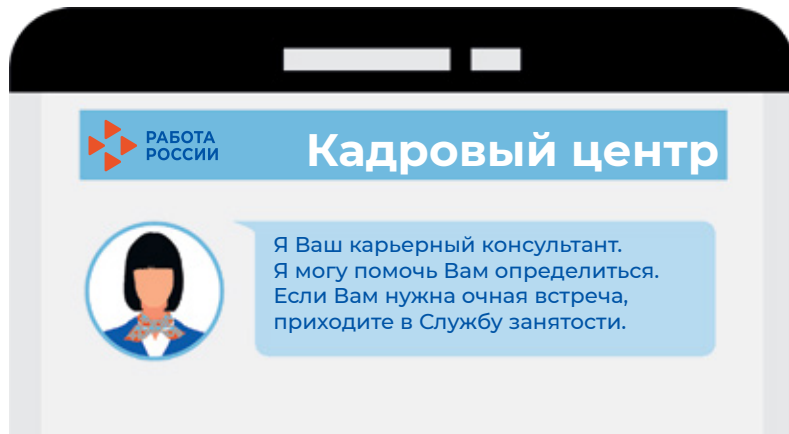 РАБОТА
РОССИИ
Кадровый центр
Я Ваш карьерный консультант.
Я могу помочь Вам определиться.
Если Вам нужна очная встреча,
приходите в Службу занятости.